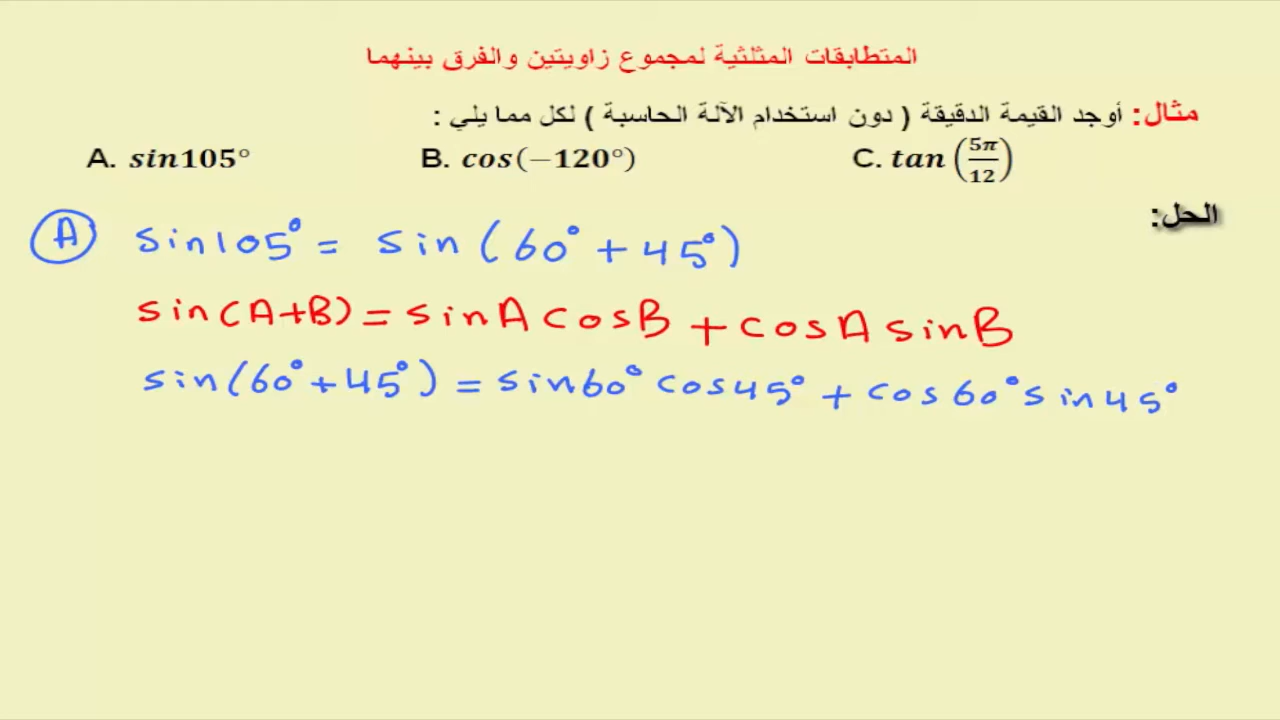 المتطابقات المثلثية لمجموع زاويتين والفرق بينهما
مثال: أوجد القيمة الدقيقة ( دون استخدام الآلة الحاسبة ) لكل مما يلي :
A. sin105° B. cos(−120°) C. tan (5π/12)
الحل:
A sin105° = sin(60° + 45°)
sin(A+B) = sinA cosB + cosA sinB
sin(60° + 45°) = sin60° cos45° + cos60° sin45°